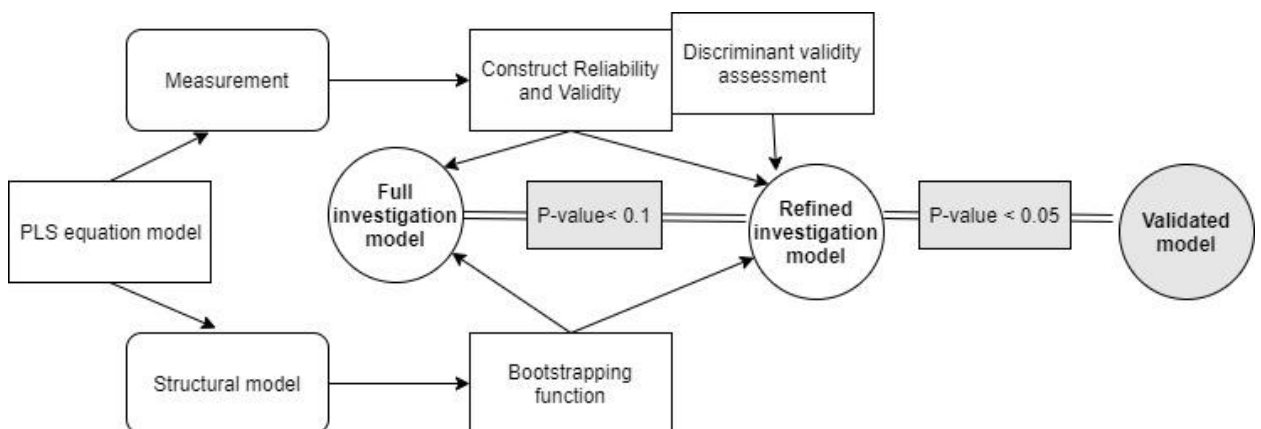 Measurement
Construct Reliability
and Validity
Discriminant validity
assessment
PLS equation model
Full
investigation
model
P-value< 0.1
Refined
investigation
model
P-value < 0.05
Validated
model
Structural model
Bootstrapping
function